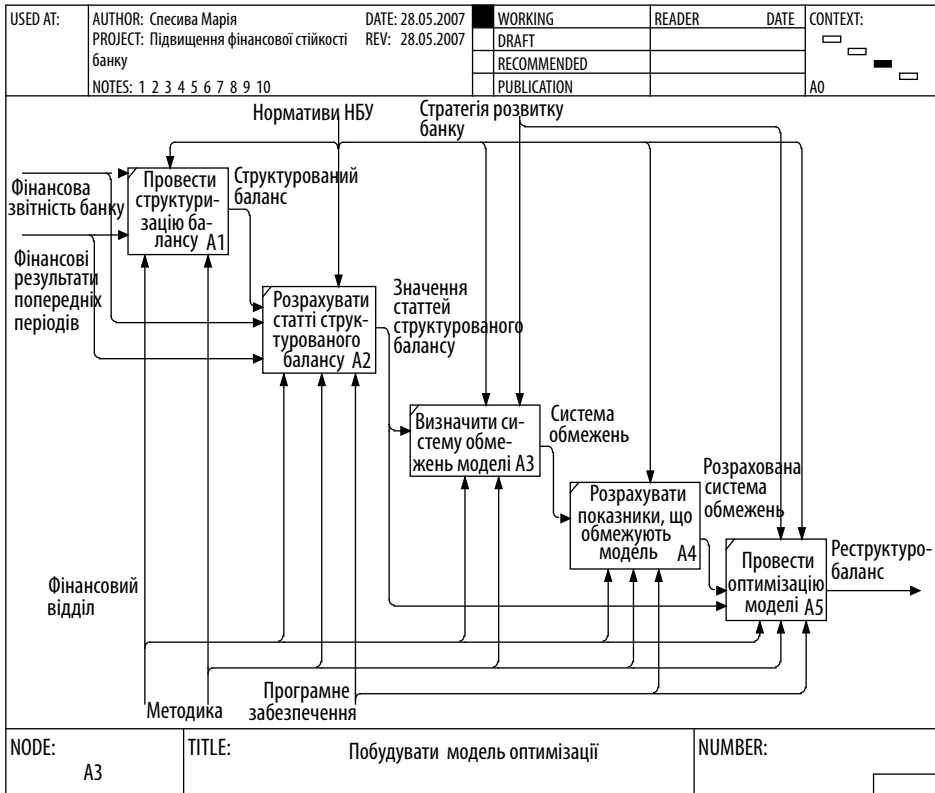 USED AT:
AUTHOR: Спесива Марія
DATE: 28.05.2007
PROJECT: Підвищення фінансової стійкості
банку
REV: 28.05.2007
NOTES: 1 2 3 4 5 6 7 8 9 10
WORKING
DRAFT
RECOMMENDED
PUBLICATION
READER
DATE
CONTEXT:
A0
Нормативи НБУ
Стратегія розвитку
банку
Фінансова
звітність банку
Провести
структури-
зацію ба-
лансу A1
Структурований
баланс
Фінансові
результати
попередніх
періодів
Розрахувати
статті струк-
турованого
балансу A2
Значення
статтей
структурованого
балансу
Визначити си-
стему обме-
жень моделі A3
Система
обмежень
Розрахувати
показники, що
обмежують
модель A4
Розрахована
система
обмежень
Провести
оптимізацію
моделі A5
Реструктуро-
баланс
Фінансовий
відділ
Методика
Програмне
забезпечення
NODE:
A3
TITLE:
Побудувати модель оптимізації
NUMBER: